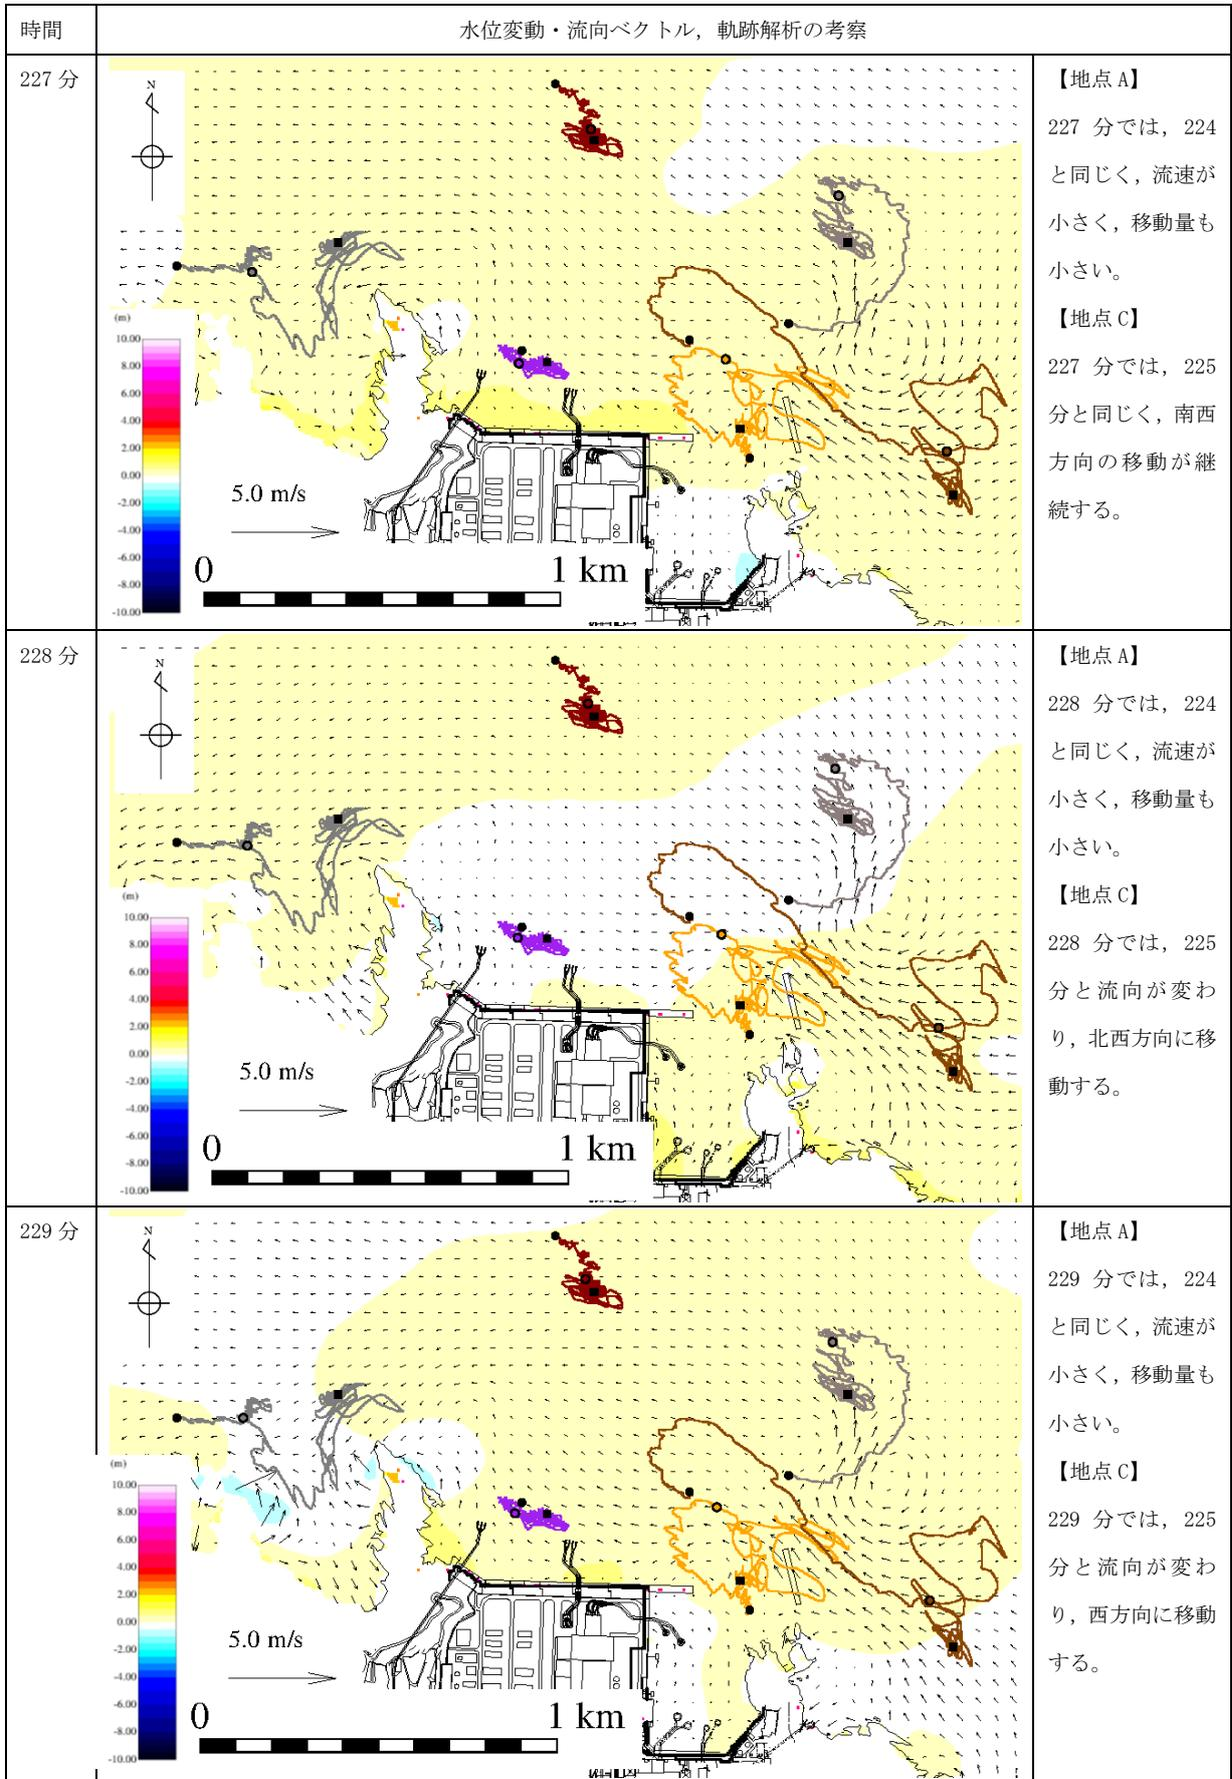 時間
水位変動・流向ベクトル，軌跡解析の考察
227 分
N
(m)
10.00
8.00
6.00
4.00
2.00
0.00
-2.00
-4.00
-6.00
-8.00
-10.00
5.0 m/s
0
1 km
【地点 A】
227 分では，224
と同じく，流速が
小さく，移動量も
小さい。
【地点 C】
227 分では，225
分と同じく，南西
方向の移動が継
続する。
228 分
N
(m)
10.00
8.00
6.00
4.00
2.00
0.00
-2.00
-4.00
-6.00
-8.00
-10.00
5.0 m/s
0
1 km
【地点 A】
228 分では，224
と同じく，流速が
小さく，移動量も
小さい。
【地点 C】
228 分では，225
分と流向が変わ
り，北西方向に移
動する。
229 分
N
(m)
10.00
8.00
6.00
4.00
2.00
0.00
-2.00
-4.00
-6.00
-8.00
-10.00
5.0 m/s
0
1 km
【地点 A】
229 分では，224
と同じく，流速が
小さく，移動量も
小さい。
【地点 C】
229 分では，225
分と流向が変わ
り，西方向に移動
する。